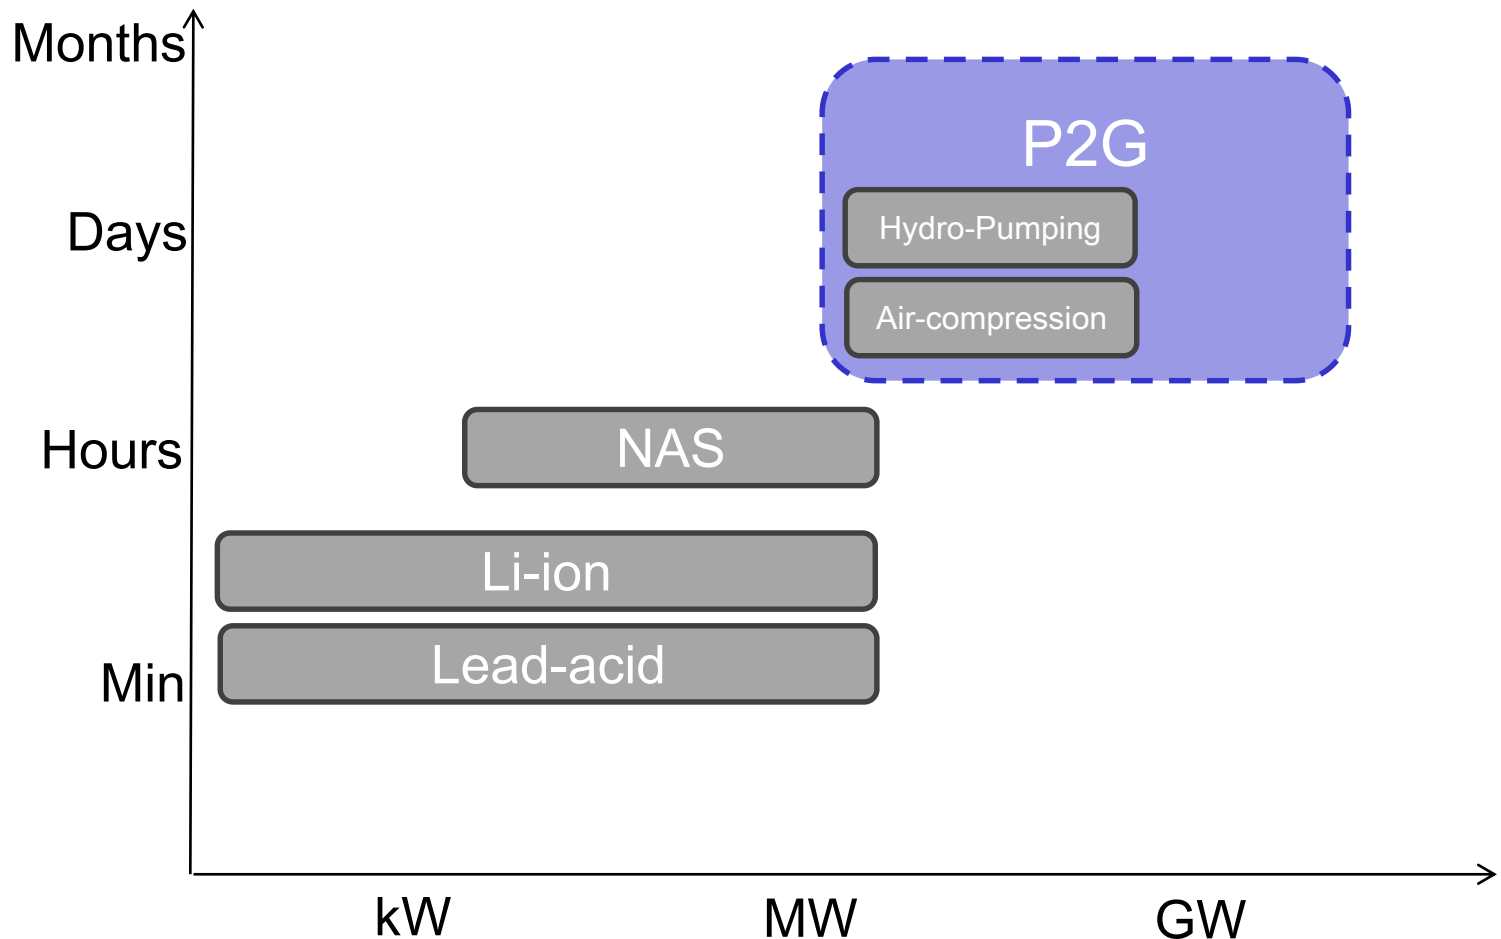 Months
P2G
Days
Hydro-Pumping
Air-compression
Hours
NAS
Li-ion
Lead-acid
Min
kW
MW
GW